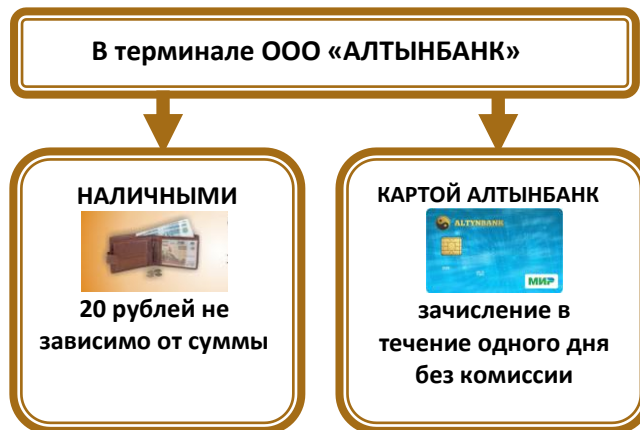 В терминале ООО «АЛТЫНБАНК»
НАЛИЧНЫМИ
20 рублей не
зависимо от суммы
КАРТОЙ АЛТЫНБАНК
ALTYNBANK
МИР
зачисление в
течение одного дня
без комиссии